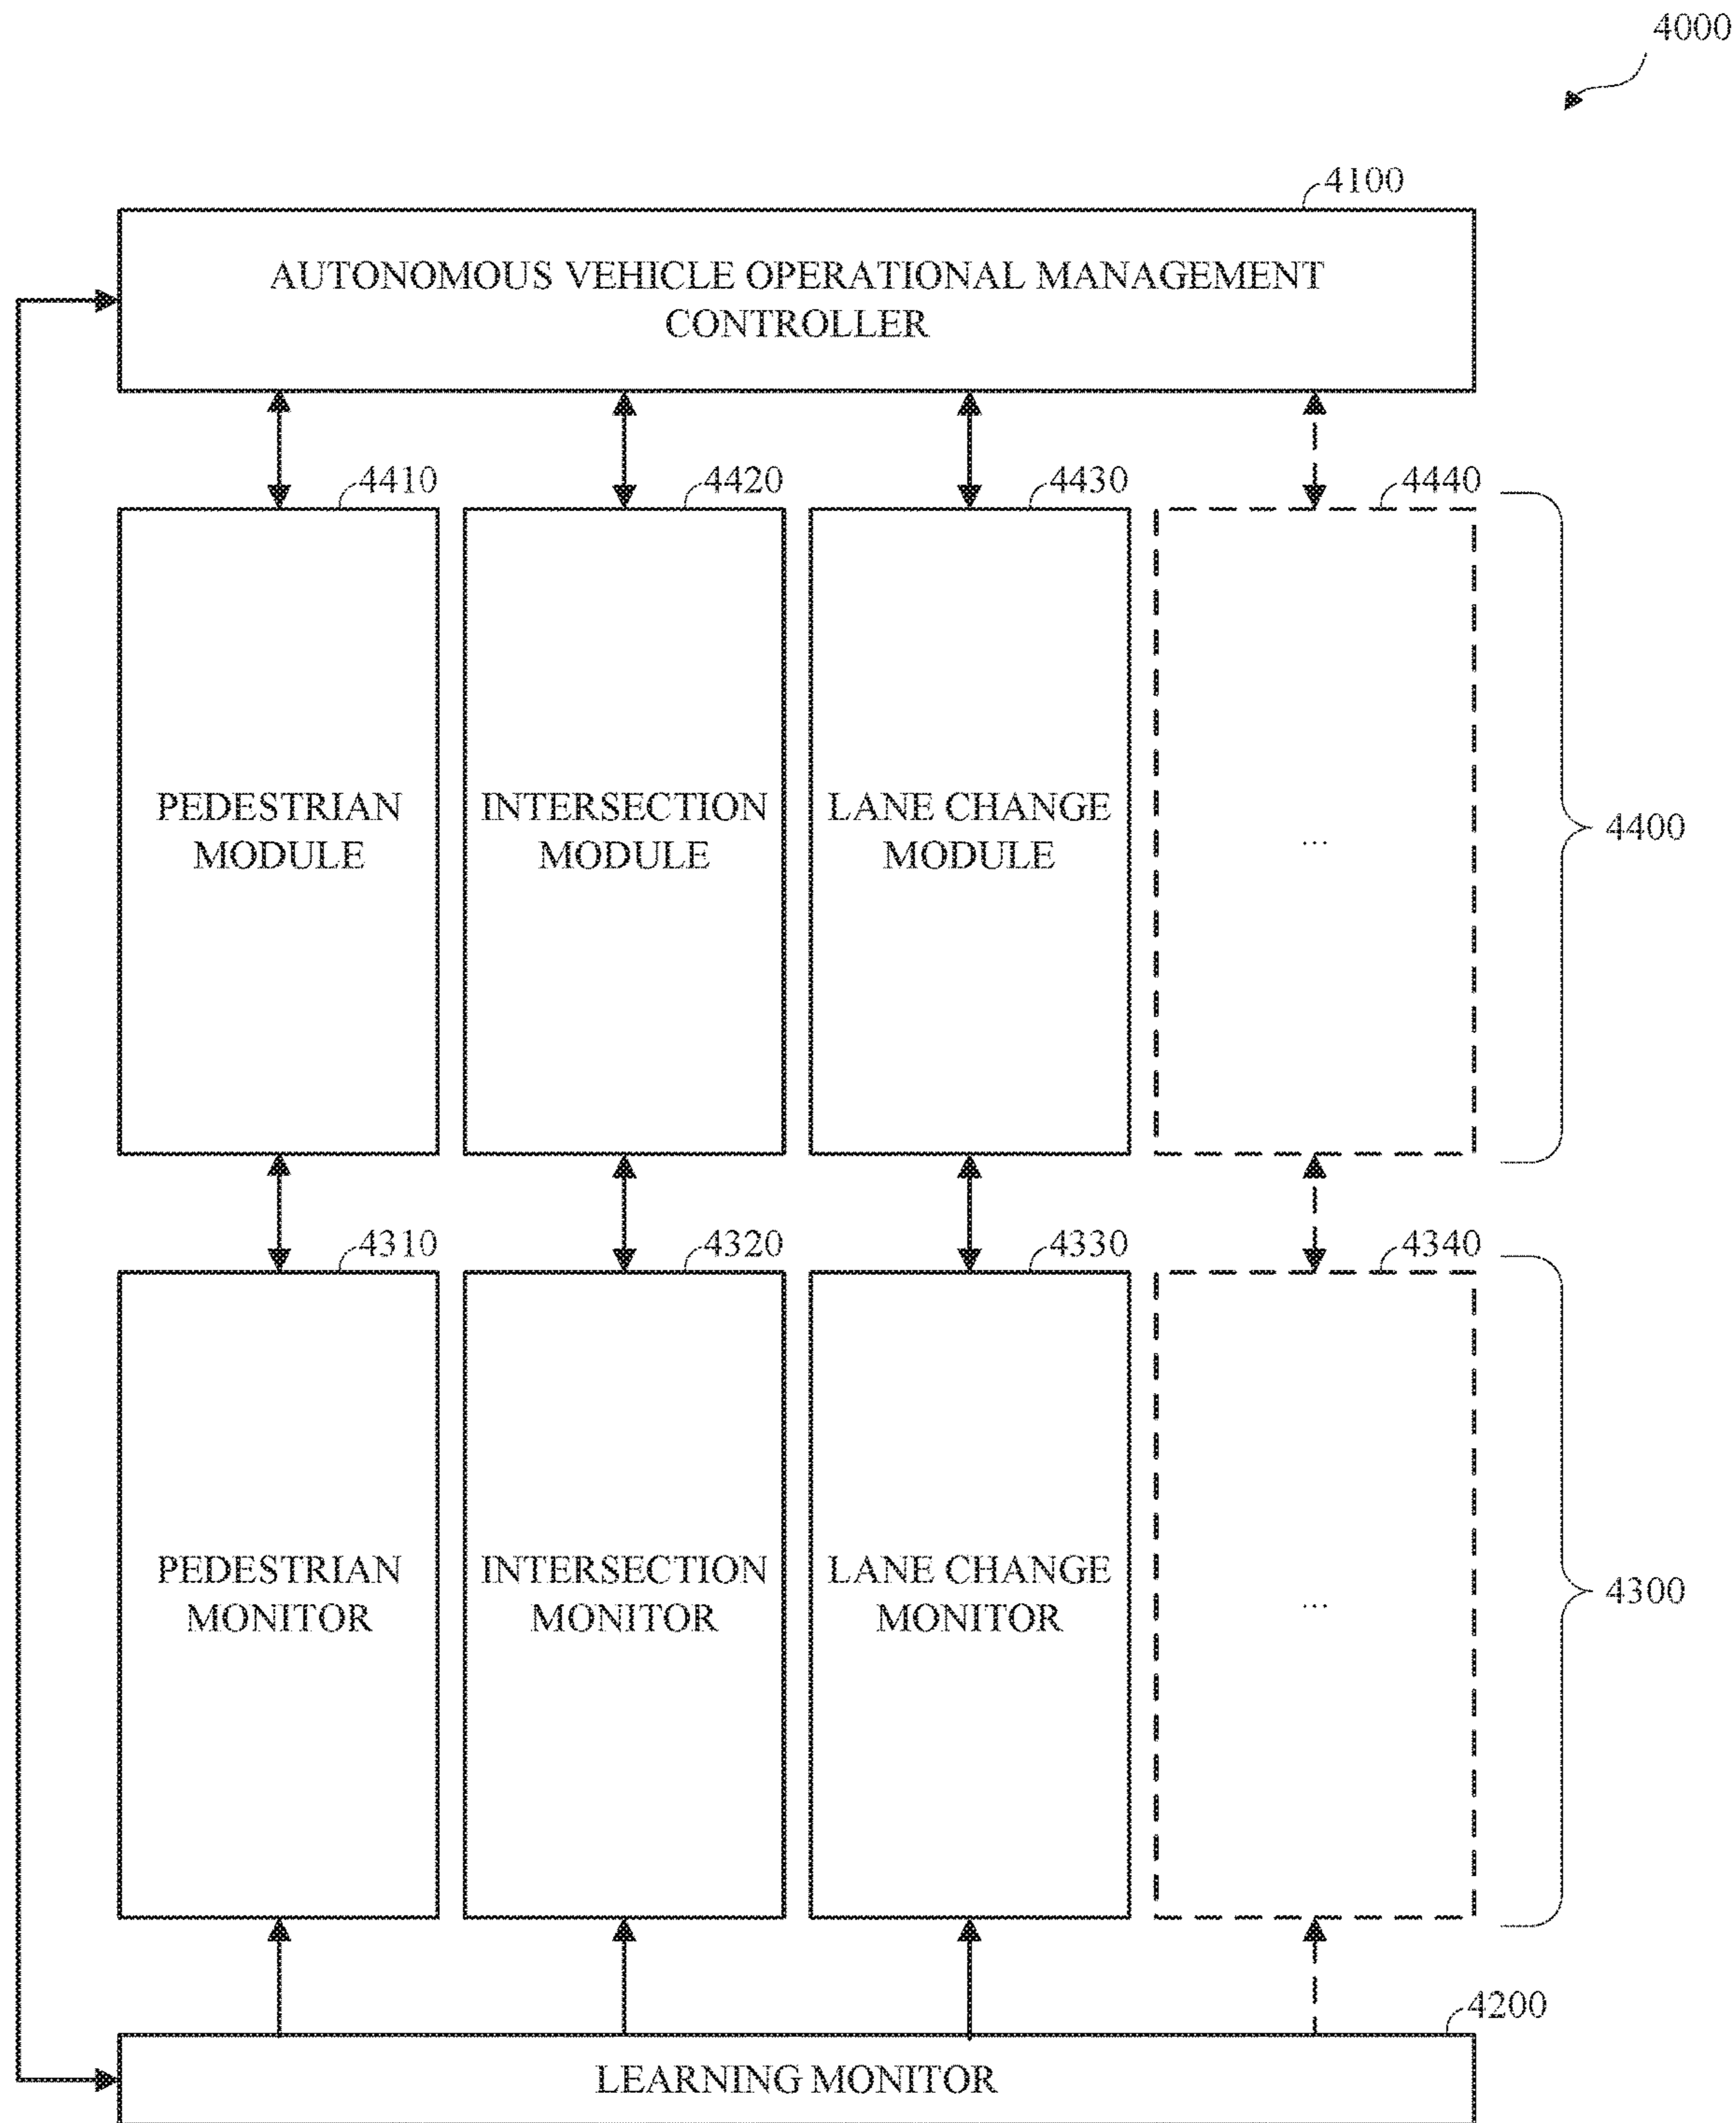 4000
4100
AUTONOMOUS VEHICLE OPERATIONAL MANAGEMENT
CONTROLLER
4410
4420
4430
4440
PEDESTRIAN
MODULE
INTERSECTION
MODULE
LANE CHANGE
MODULE
...
4400
4310
4320
4330
4340
PEDESTRIAN
MONITOR
INTERSECTION
MONITOR
LANE CHANGE
MONITOR
...
4300
4200
LEARNING MONITOR